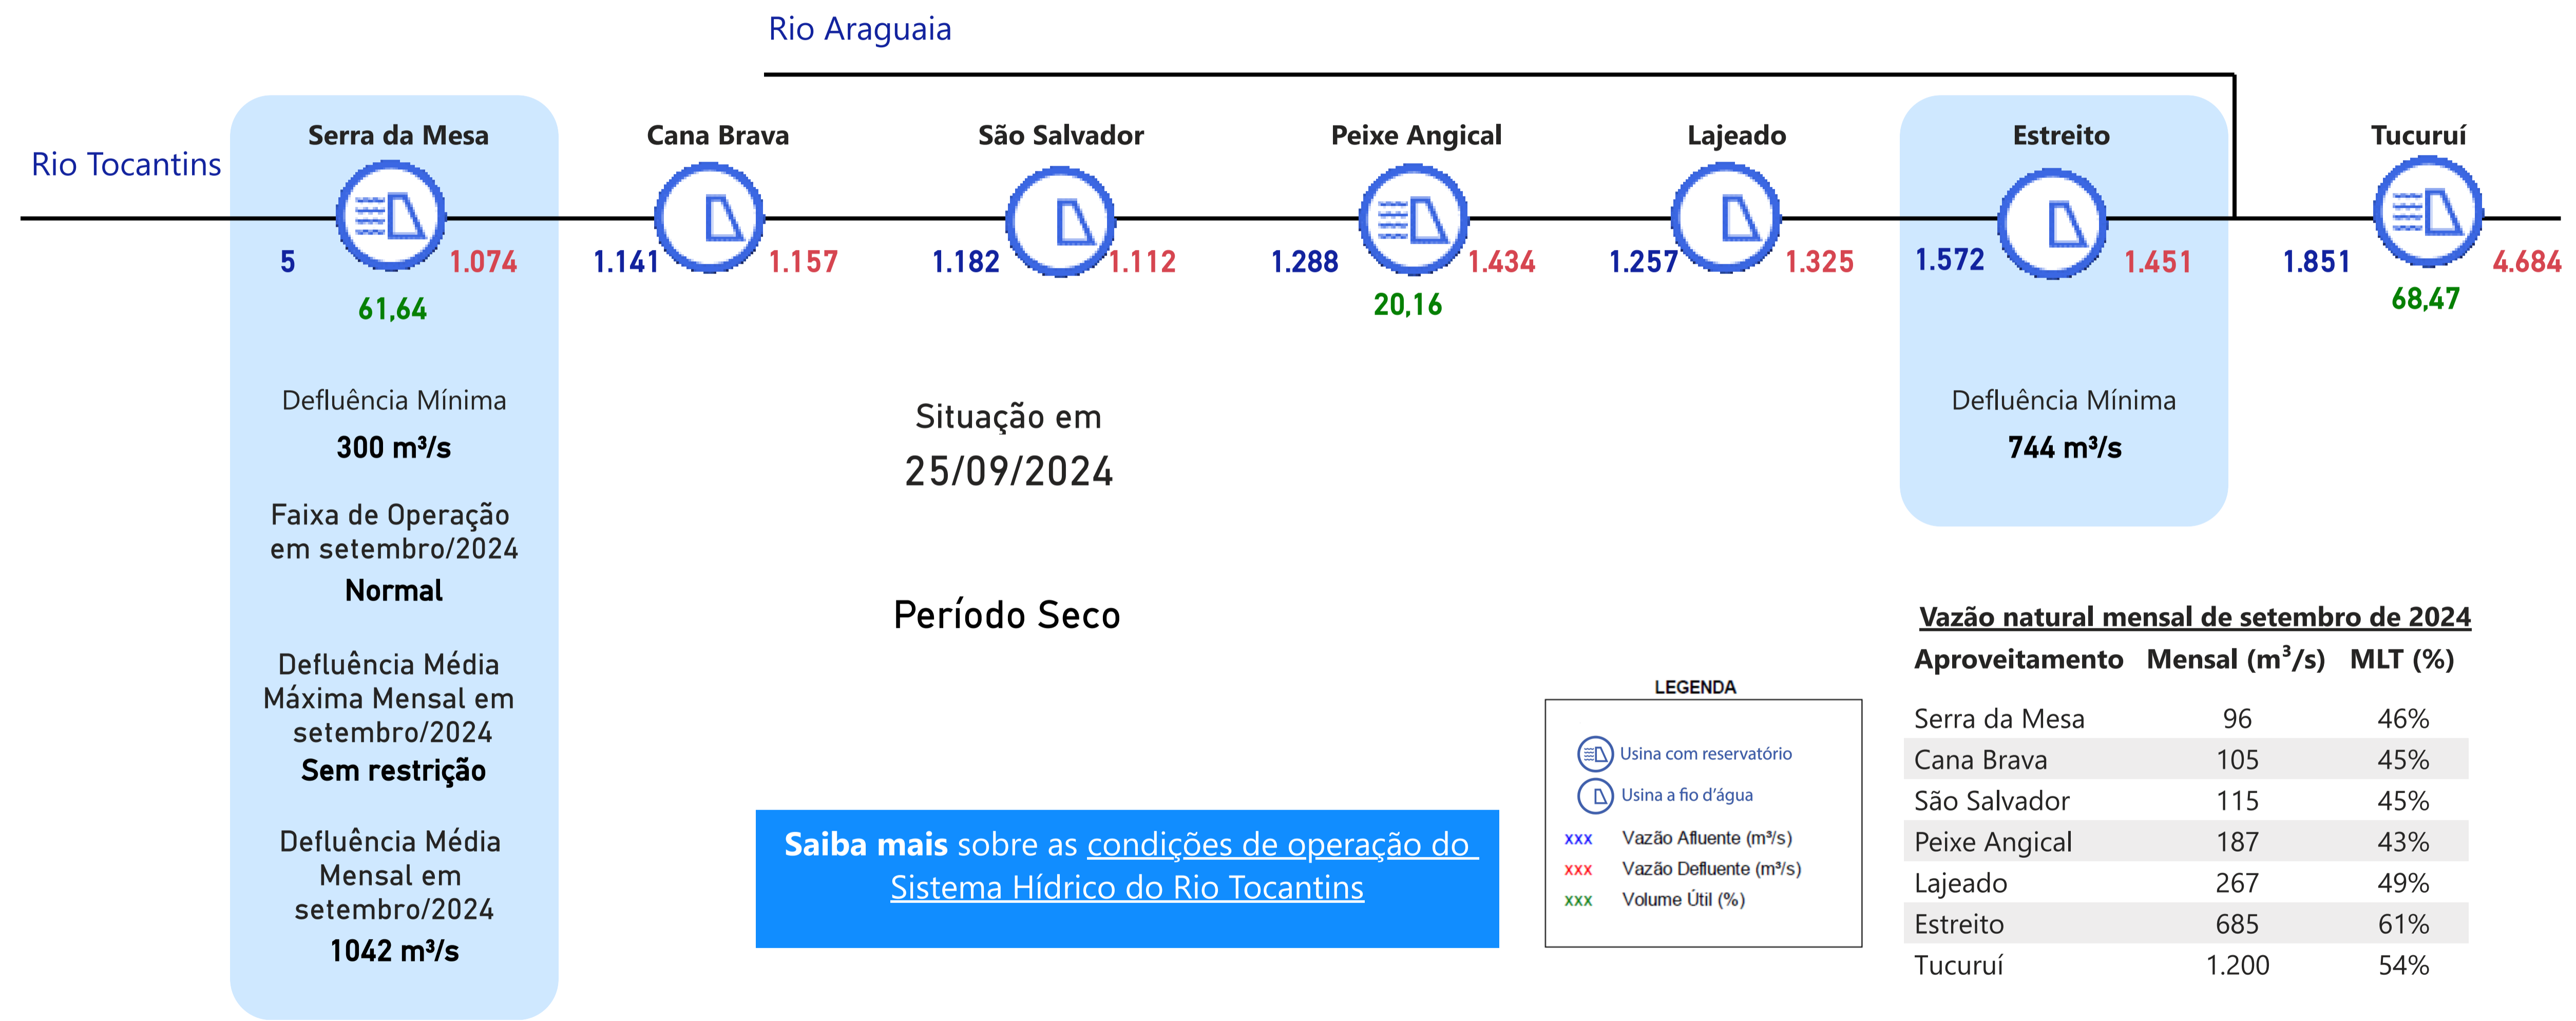 Rio Araguaia
Rio Tocantins
Serra da Mesa
Cana Brava
São Salvador
Peixe Angical
Lajeado
Estreito
Tucuruí
5 1.074
1.141 1.157
1.182 1.112
1.288 1.434
1.257 1.325
1.572 1.451
1.851 4.684
61,64
20,16
68,47
Defluência Mínima
300 m³/s
Faixa de Operação
em setembro/2024
Normal
Defluência Média
Máxima Mensal em
setembro/2024
Sem restrição
Defluência Média
Mensal em
setembro/2024
1042 m³/s
Situação em
25/09/2024
Período Seco
Defluência Mínima
744 m³/s
Saiba mais sobre as condições de operação do
Sistema Hídrico do Rio Tocantins
LEGENDA
Usina com reservatório
Usina a fio d'água
xxx Vazão Afluente (m³/s)
xxx Vazão Defluente (m³/s)
xxx Volume Útil (%)
Vazão natural mensal de setembro de 2024
Aproveitamento Mensal (m³/s) MLT (%)
Serra da Mesa 96 46%
Cana Brava 105 45%
São Salvador 115 45%
Peixe Angical 187 43%
Lajeado 267 49%
Estreito 685 61%
Tucuruí 1.200 54%